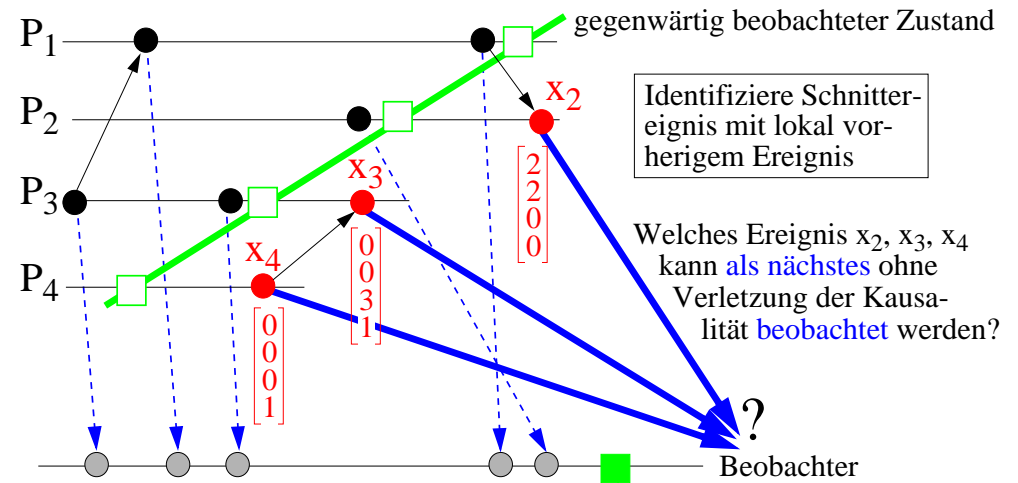 gegenwärtig beobachteter Zustand
P1
x2
Identifiziere Schnitter-
eignis mit lokal vor-
herigem Ereignis
P2
2
2
0
0
x3
P3
0
0
3
1
Welches Ereignis x2, x3, x4
kann als nächstes ohne
Verletzung der Kausa-
lität beobachtet werden?
x4
P4
0
0
0
1
?
Beobachter